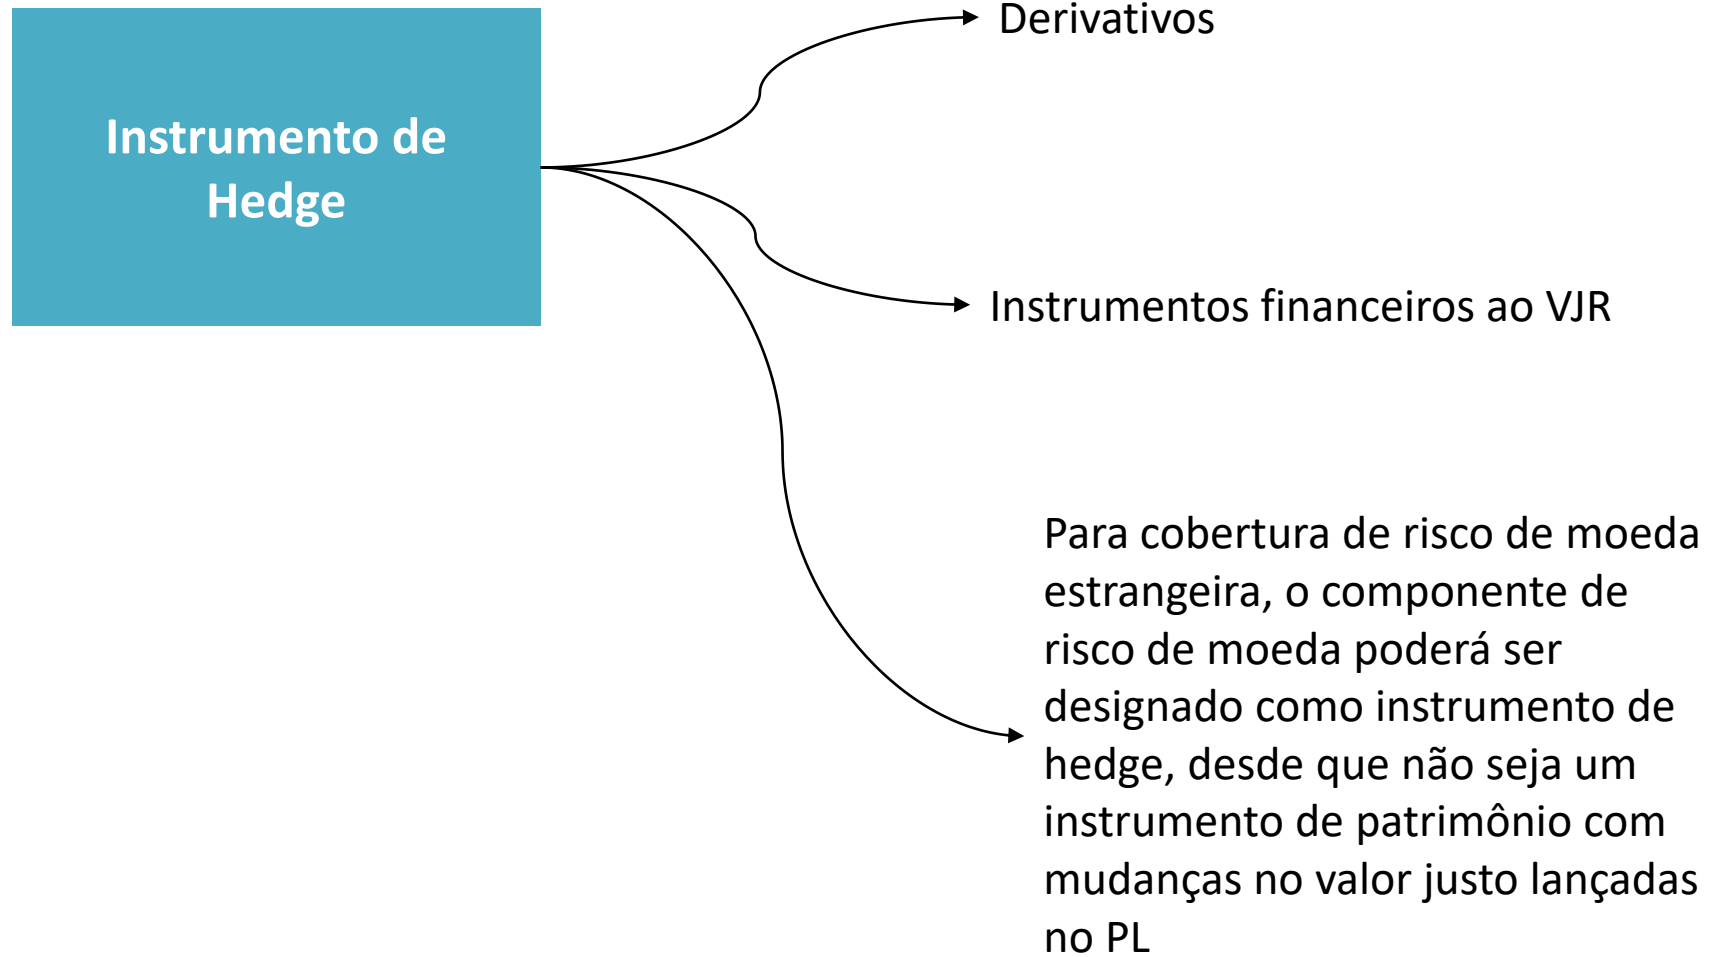 Instrumento de
Hedge
Derivativos
Instrumentos financeiros ao VJR
Para cobertura de risco de moeda
estrangeira, o componente de
risco de moeda poderá ser
designado como instrumento de
hedge, desde que não seja um
instrumento de patrimônio com
mudanças no valor justo lançadas
no PL